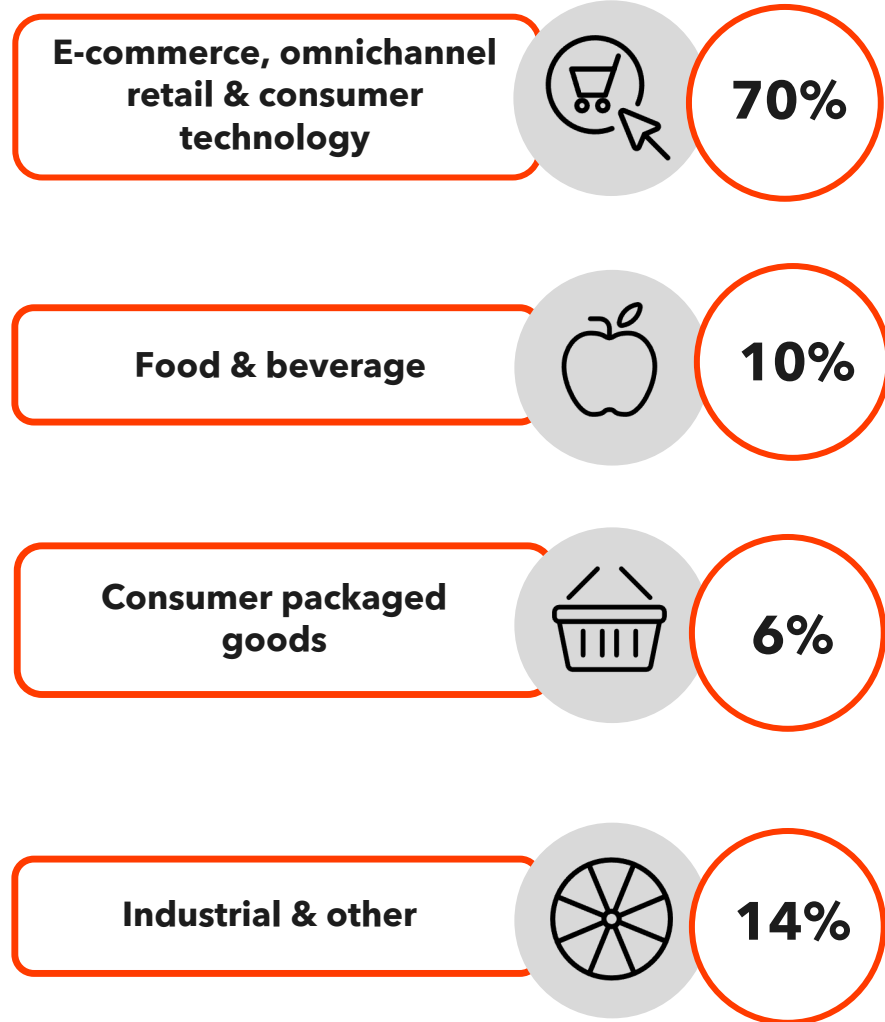 E-commerce, omnichannel
retail & consumer
technology
70%
Food & beverage
10%
Consumer packaged
goods
6%
Industrial & other
14%